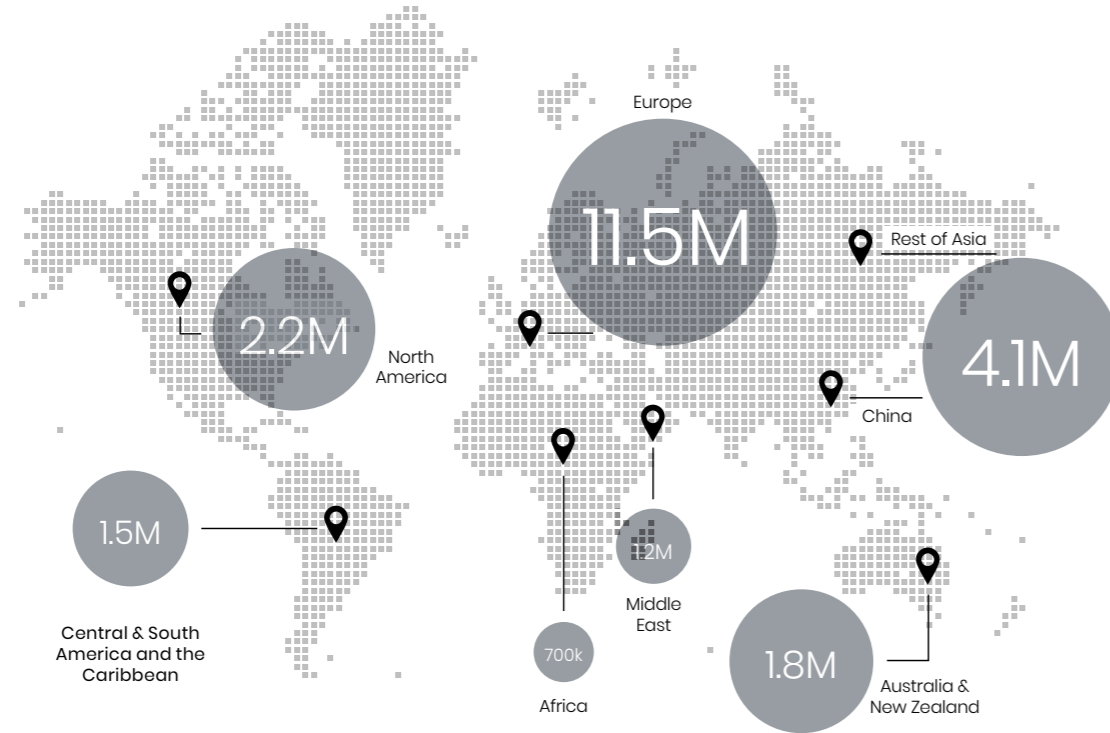 Europe
11.5M
Rest of Asia
2.2M
North
America
4.1M
China
1.5M
1.2M
Middle
East
Central & South
America and the
Caribbean
700k
Africa
1.8M
Australia &
New Zealand